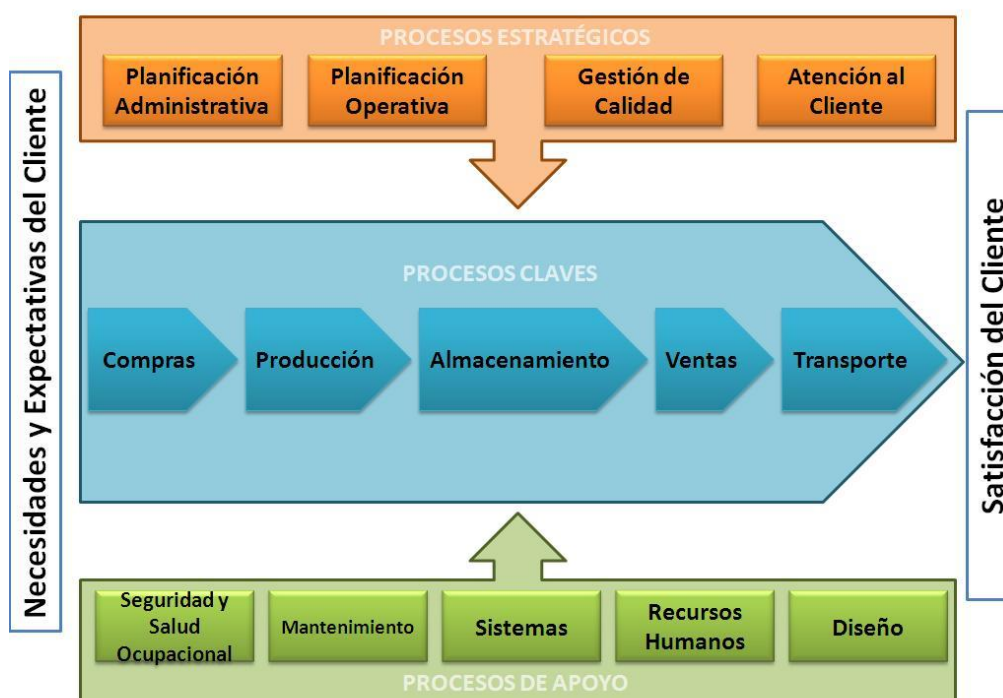 PROCESOS ESTRATÉGICOS
Planificación
Administrativa
Planificación
Operativa
Gestión de
Calidad
Atención al
Cliente
Necesidades y Expectativas del Cliente
PROCESOS CLAVES
Compras
Producción
Almacenamiento
Ventas
Transporte
Satisfacción del Cliente
Seguridad y
Salud
Ocupacional
Mantenimiento
Sistemas
Recursos
Humanos
Diseño
PROCESOS DE APOYO